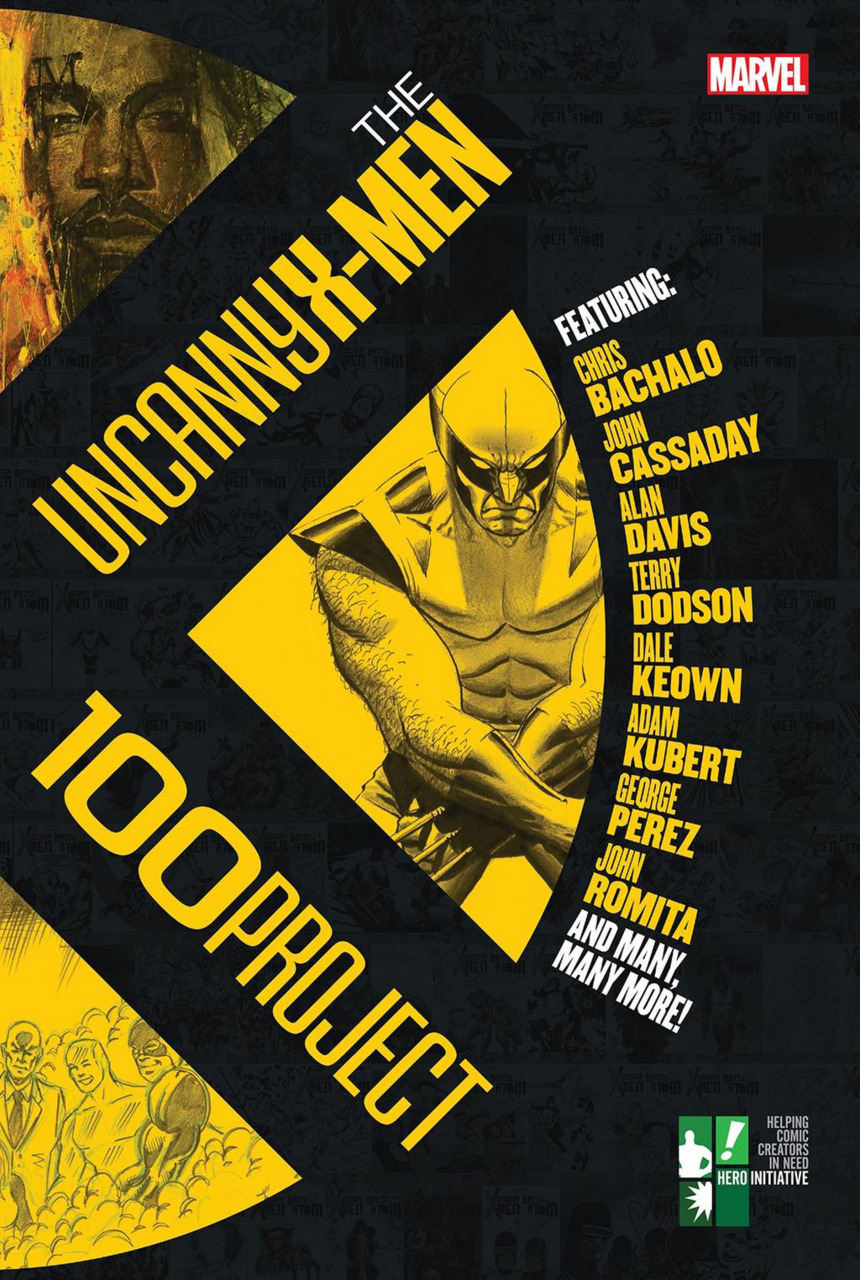 MARVEL
THE
UNCANNY X-MEN
100 PROJECT
FEATURING:
CHRIS
BACHALO
JOHN
CASSADAY
ALAN
DAVIS
TERRY
DODSON
DALE
KEOWN
ADAM
KUBERT
GEORGE
PEREZ
JOHN
ROMITA
AND MANY,
MANY MORE!
HELPING
COMIC
CREATORS
IN NEED
HERO INITIATIVE